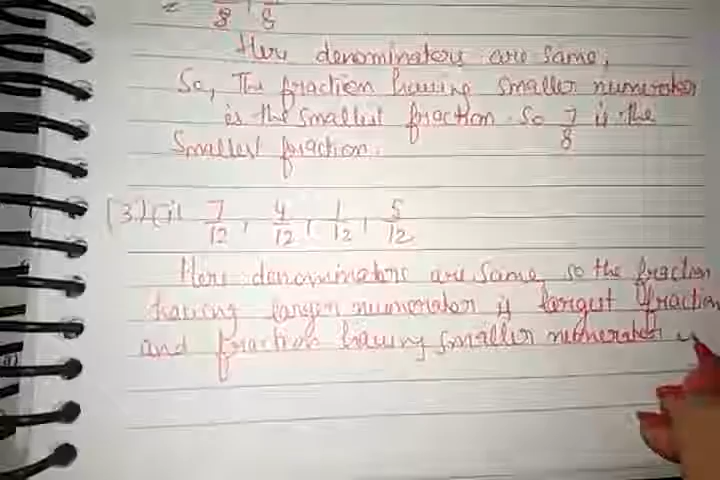 = 8, 8
Here denominators are same,
So, The fraction having smaller numerator
is the smallest fraction. So 7/8 is the
Smallest fraction.
(3.) (i) 7/12, 4/12, 1/12, 5/12
Here denominators are same so the fraction
having larger numerator is largest fraction
and fraction having smaller numerator